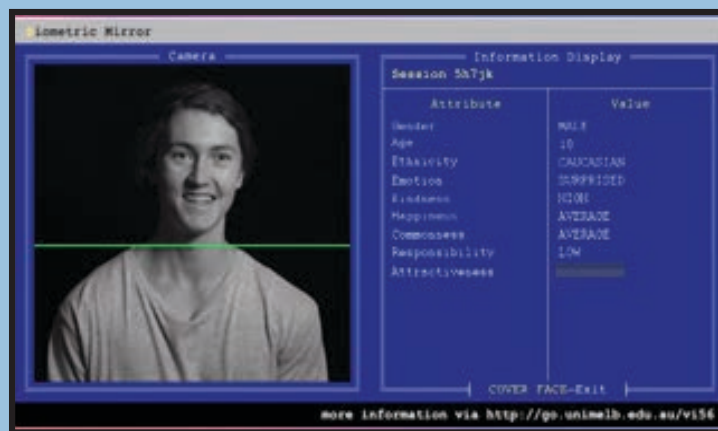 iometric Mirror
Camera
Information Display
Session 5h7jk
Attribute Value
Gender MALE
Age
Ethnicity CAUCASIAN
Emotion SURPRISED
Kindness HIGH
Happiness AVERAGE
Commonness AVERAGE
Responsibility LOW
Attractiveness
COVER FACE-Exit
more information via http://go.unimelb.edu.au/vi56